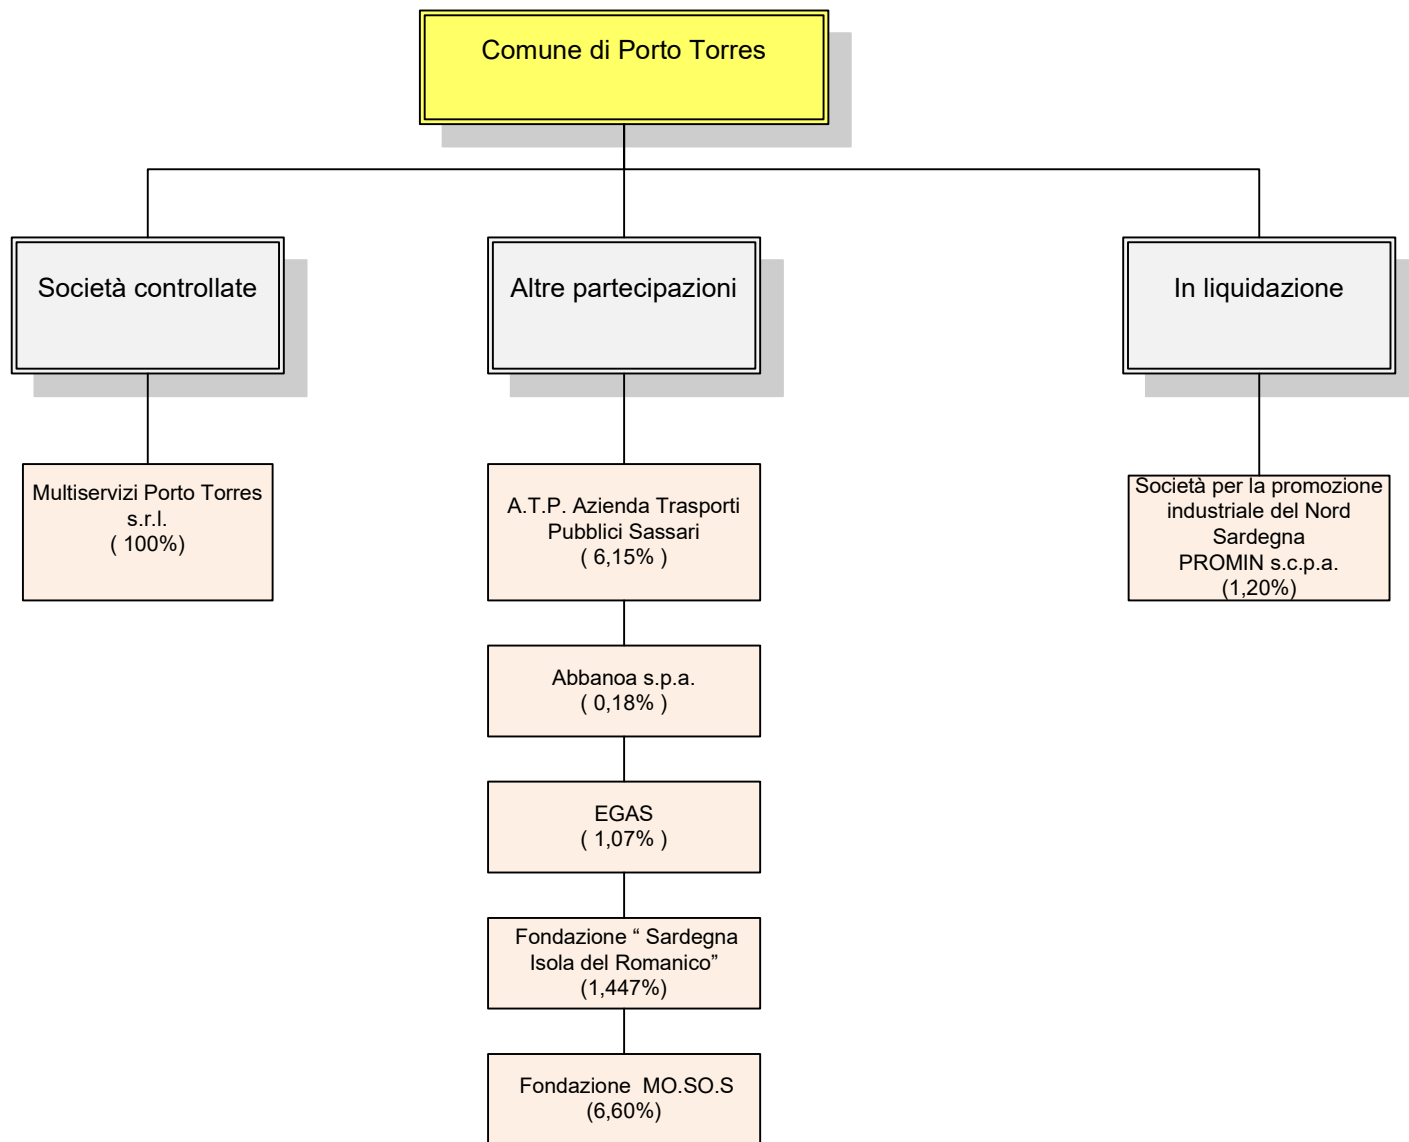 Comune di Porto Torres
Società controllate
Altre partecipazioni
In liquidazione
Multiservizi Porto Torres
s.r.l.
( 100%)
A.T.P. Azienda Trasporti
Pubblici Sassari
( 6,15% )
Società per la promozione
industriale del Nord
Sardegna
PROMIN s.c.p.a.
(1,20%)
Abbanoa s.p.a.
( 0,18% )
EGAS
( 1,07% )
Fondazione “ Sardegna
Isola del Romanico”
(1,447%)
Fondazione  MO.SO.S
(6,60%)